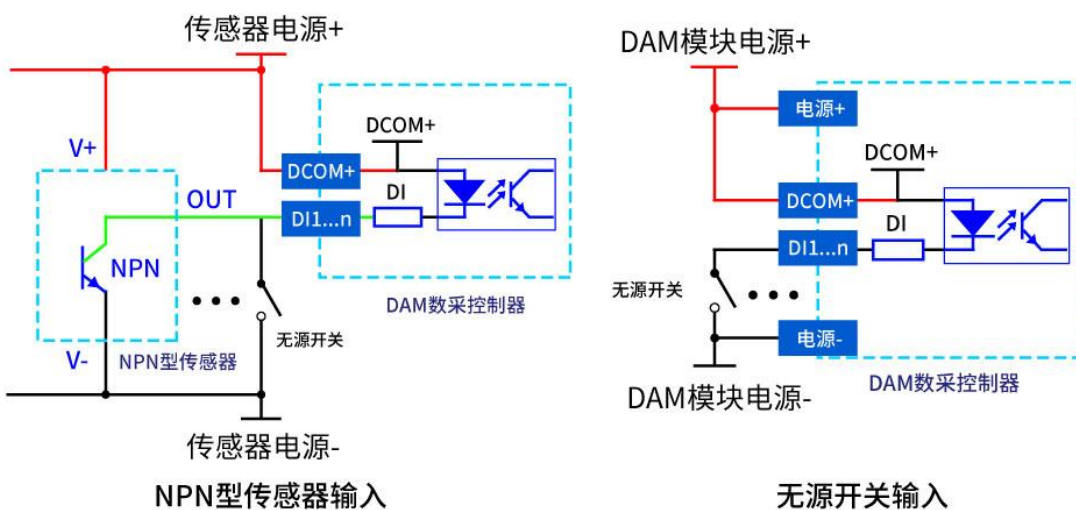 传感器电源+
DCOM+
V+
DCOM+
OUT
DI
DI1...n
NPN
DAM数采控制器
无源开关
V-
NPN型传感器
传感器电源-
NPN型传感器输入
DAM模块电源+
电源+
DCOM+
DCOM+
DI
DI1...n
无源开关
电源-
DAM数采控制器
DAM模块电源-
无源开关输入